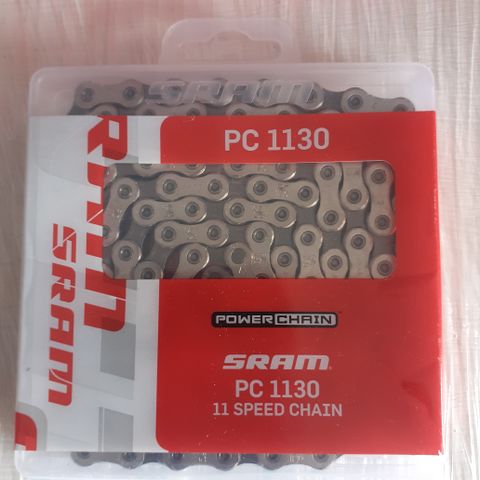 SRAM
PC 1130
SRAM
SRAM
POWERCHAIN
SRAM
PC 1130
11 SPEED CHAIN